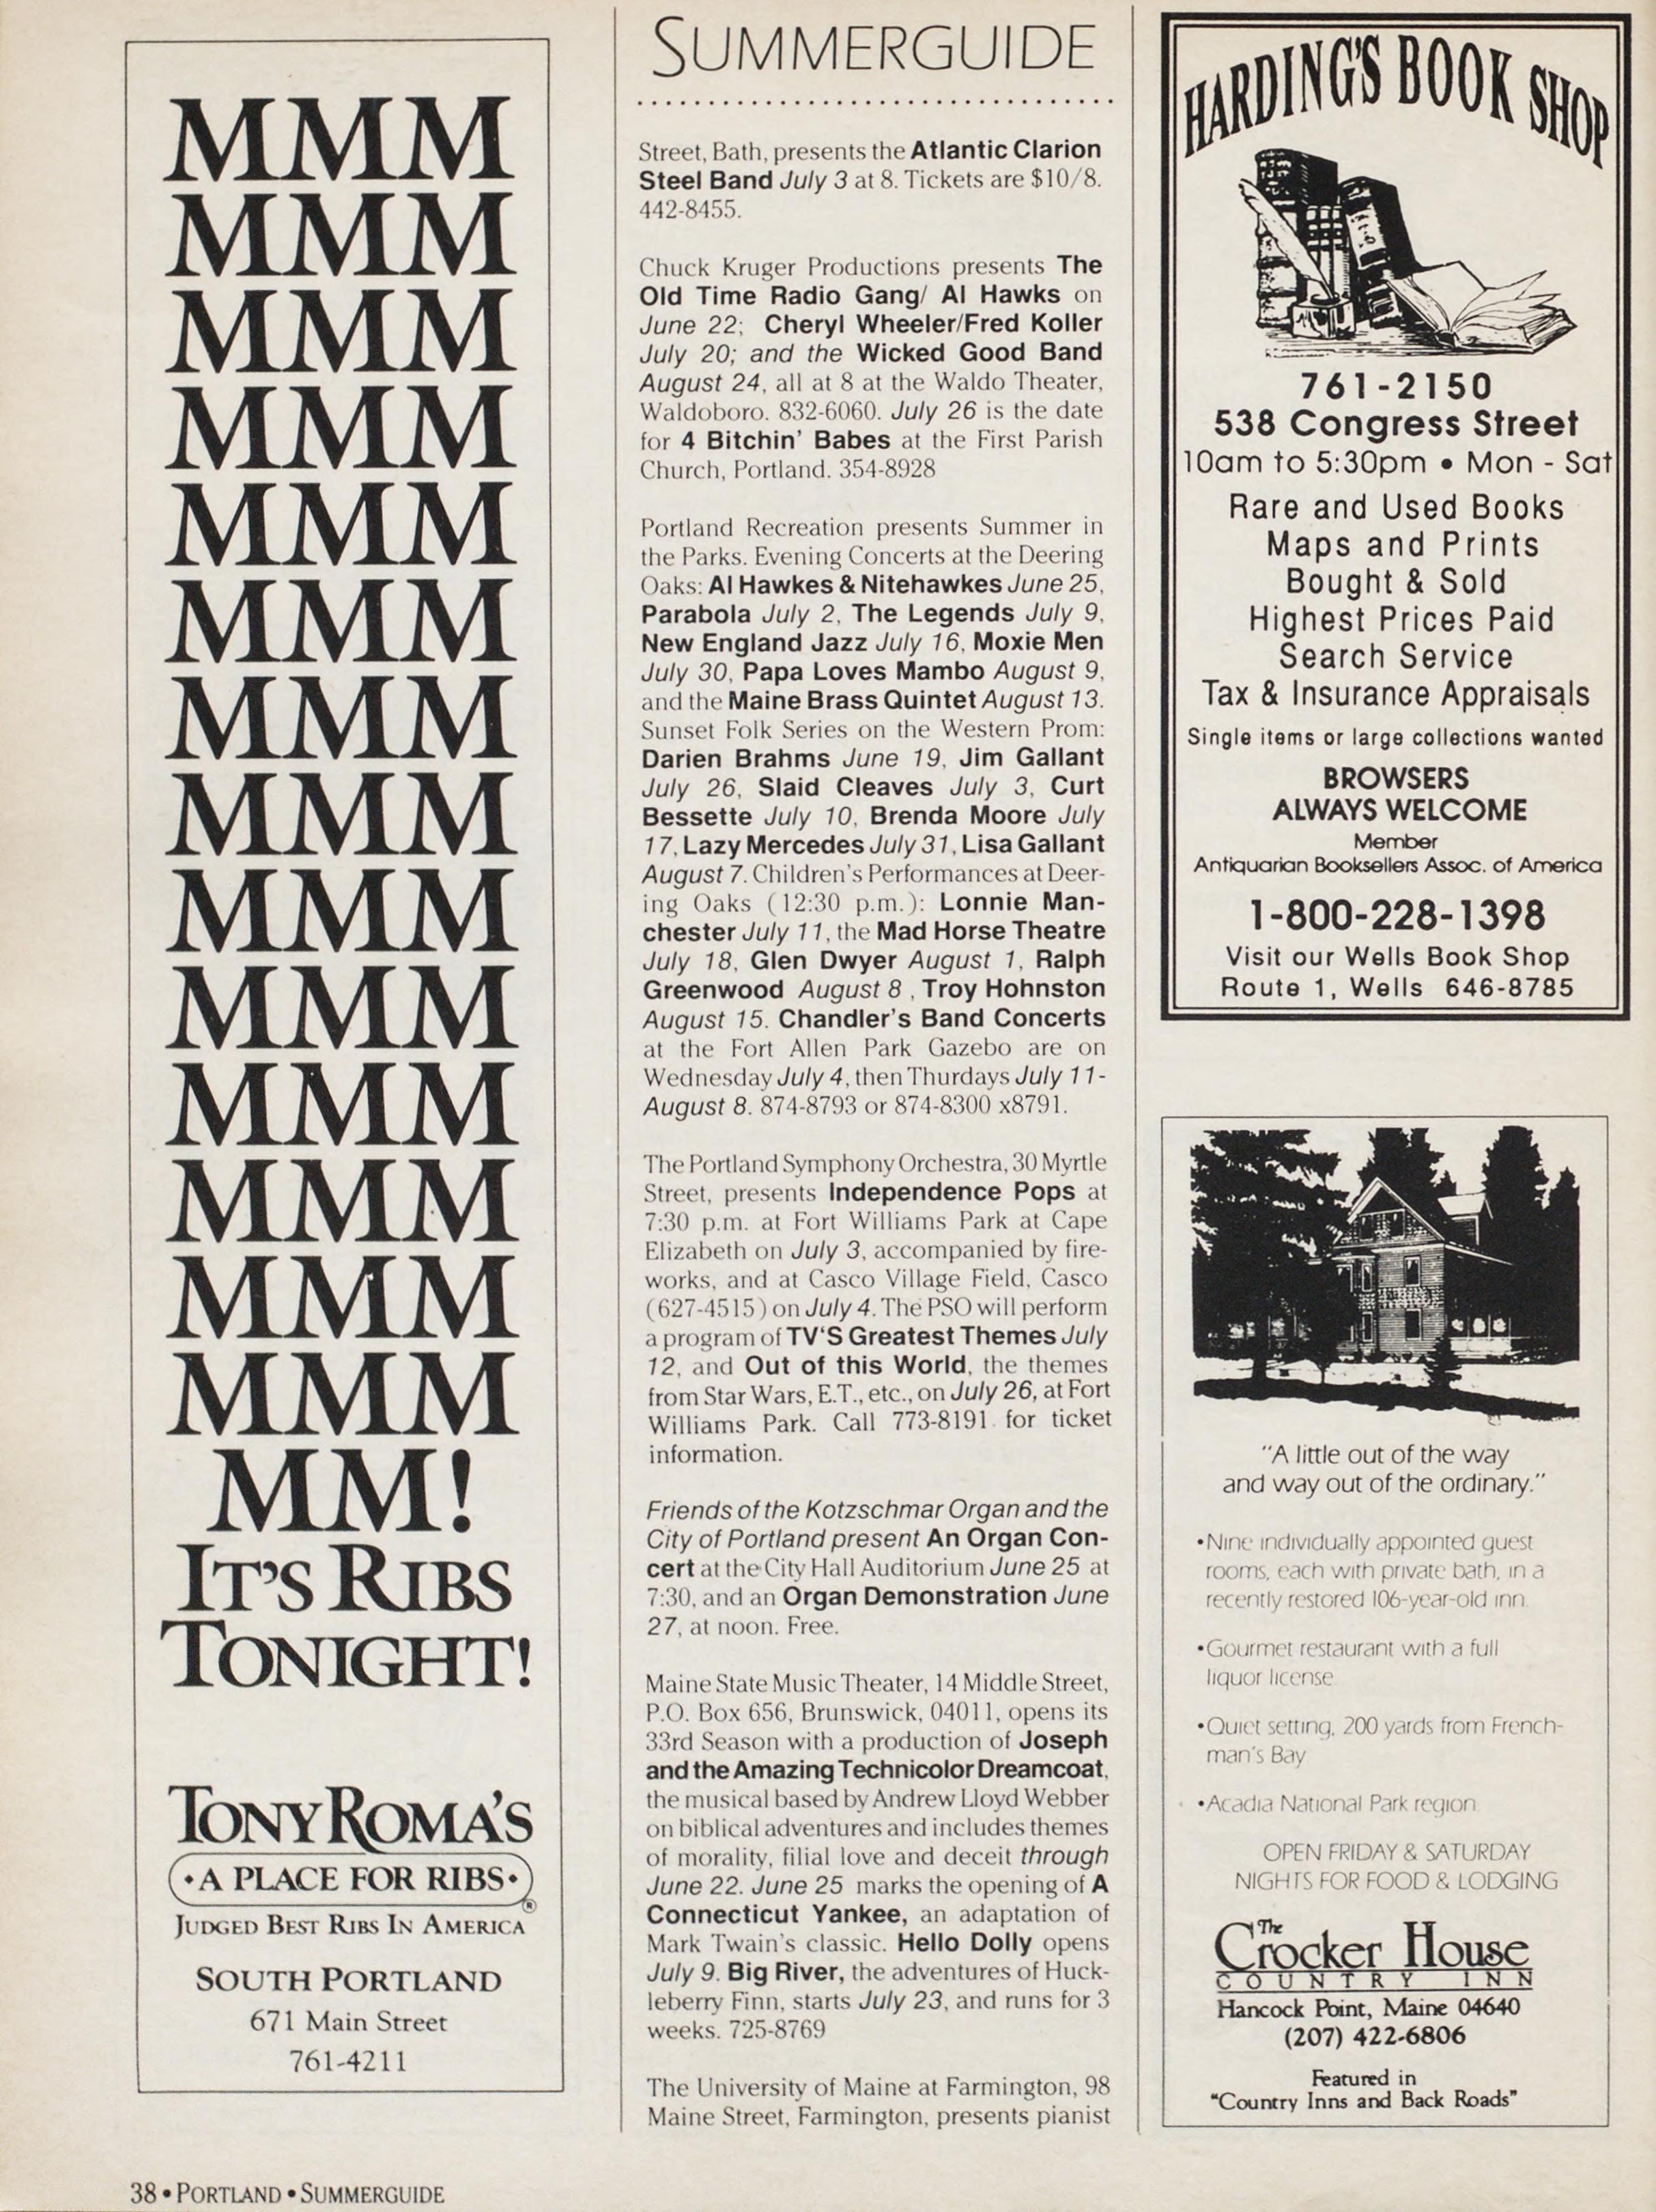 MMM
MMM
MMM
MMM
MMM
MMM
MMM
MMM
MMM
MMM
MMM
MMM
MMM
MMM
MM!
IT'S RIBS
TONIGHT!
TONY ROMA'S
•A PLACE FOR RIBS•®
JUDGED BEST RIBS IN AMERICA
SOUTH PORTLAND
671 Main Street
761-4211
SUMMERGUIDE
Street, Bath, presents the Atlantic Clarion
Steel Band July 3 at 8. Tickets are $10/8.
442-8455.
Chuck Kruger Productions presents The
Old Time Radio Gang/ Al Hawks on
June 22; Cheryl Wheeler/Fred Koller
July 20; and the Wicked Good Band
August 24, all at 8 at the Waldo Theater,
Waldoboro. 832-6060. July 26 is the date
for 4 Bitchin' Babes at the First Parish
Church, Portland. 354-8928
Portland Recreation presents Summer in
the Parks. Evening Concerts at the Deering
Oaks: Al Hawkes & Nitehawkes June 25,
Parabola July 2, The Legends July 9,
New England Jazz July 16, Moxie Men
July 30, Papa Loves Mambo August 9,
and the Maine Brass Quintet August 13.
Sunset Folk Series on the Western Prom:
Darien Brahms June 19, Jim Gallant
July 26, Slaid Cleaves July 3, Curt
Bessette July 10, Brenda Moore July
17, Lazy Mercedes July 31, Lisa Gallant
August 7. Children's Performances at Deer-
ing Oaks (12:30 p.m.): Lonnie Man-
chester July 11, the Mad Horse Theatre
July 18, Glen Dwyer August 1, Ralph
Greenwood August 8 , Troy Hohnston
August 15. Chandler's Band Concerts
at the Fort Allen Park Gazebo are on
Wednesday July 4, then Thurdays July 11-
August 8. 874-8793 or 874-8300 x8791.
The Portland Symphony Orchestra, 30 Myrtle
Street, presents Independence Pops at
7:30 p.m. at Fort Williams Park at Cape
Elizabeth on July 3, accompanied by fire-
works, and at Casco Village Field, Casco
(627-4515) on July 4. The PSO will perform
a program of TV'S Greatest Themes July
12, and Out of this World, the themes
from Star Wars, E.T., etc., on July 26, at Fort
Williams Park. Call 773-8191 for ticket
information.
Friends of the Kotzschmar Organ and the
City of Portland present An Organ Con-
cert at the City Hall Auditorium June 25 at
7:30, and an Organ Demonstration June
27, at noon. Free.
Maine State Music Theater, 14 Middle Street,
P.O. Box 656, Brunswick, 04011, opens its
33rd Season with a production of Joseph
and the Amazing Technicolor Dreamcoat,
the musical based by Andrew Lloyd Webber
on biblical adventures and includes themes
of morality, filial love and deceit through
June 22. June 25 marks the opening of A
Connecticut Yankee, an adaptation of
Mark Twain's classic. Hello Dolly opens
July 9. Big River, the adventures of Huck-
leberry Finn, starts July 23, and runs for 3
weeks. 725-8769
The University of Maine at Farmington, 98
Maine Street, Farmington, presents pianist
HARDING'S BOOK SHOP
761-2150
538 Congress Street
10am to 5:30pm • Mon - Sat
Rare and Used Books
Maps and Prints
Bought & Sold
Highest Prices Paid
Search Service
Tax & Insurance Appraisals
Single items or large collections wanted
BROWSERS
ALWAYS WELCOME
Member
Antiquarian Booksellers Assoc. of America
1-800-228-1398
Visit our Wells Book Shop
Route 1, Wells 646-8785
"A little out of the way
and way out of the ordinary."
•Nine individually appointed guest
rooms, each with private bath, in a
recently restored 106-year-old inn.
•Gourmet restaurant with a full
liquor license
•Quiet setting, 200 yards from French-
man's Bay
•Acadia National Park region
OPEN FRIDAY & SATURDAY
NIGHTS FOR FOOD & LODGING
The
Crocker House
COUNTRY INN
Hancock Point, Maine 04640
(207) 422-6806
Featured in
"Country Inns and Back Roads"
38 • PORTLAND • SUMMERGUIDE